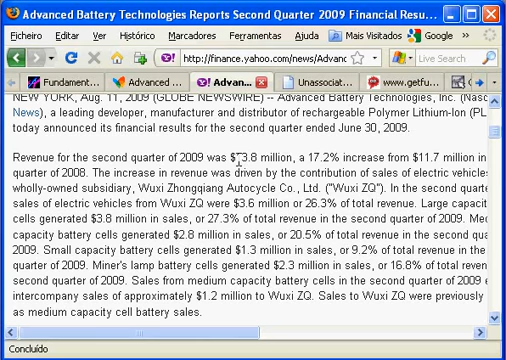 Advanced Battery Technologies Reports Second Quarter 2009 Financial Resu...
Ficheiro Editar Ver Histórico Marcadores Ferramentas Ajuda Mais Visitados Google
http://finance.yahoo.com/news/Advanc Live Search
Fundament... Advanced ... Advan... Unassociat... www.getfu...
NEW YORK, Aug. 11, 2009 (GLOBE NEWSWIRE) -- Advanced Battery Technologies, Inc. (Nasc
News), a leading developer, manufacturer and distributor of rechargeable Polymer Lithium-Ion (PL
today announced its financial results for the second quarter ended June 30, 2009.
Revenue for the second quarter of 2009 was $ 3.8 million, a 17.2% increase from $11.7 million in
quarter of 2008. The increase in revenue was driven by the contribution of sales of electric vehicles
wholly-owned subsidiary, Wuxi Zhongqiang Autocycle Co., Ltd. ("Wuxi ZQ"). In the second quarte
sales of electric vehicles from Wuxi ZQ were $3.6 million or 26.3% of total revenue. Large capacit
cells generated $3.8 million in sales, or 27.3% of total revenue in the second quarter of 2009. Med
capacity battery cells generated $2.8 million in sales, or 20.5% of total revenue in the second qua
2009. Small capacity battery cells generated $1.3 million in sales, or 9.2% of total revenue in the s
quarter of 2009. Miner's lamp battery cells generated $2.3 million in sales, or 16.8% of total reven
second quarter of 2009. Sales from medium capacity battery cells in the second quarter of 2009 e
intercompany sales of approximately $1.2 million to Wuxi ZQ. Sales to Wuxi ZQ were previously
as medium capacity cell battery sales.
Concluído